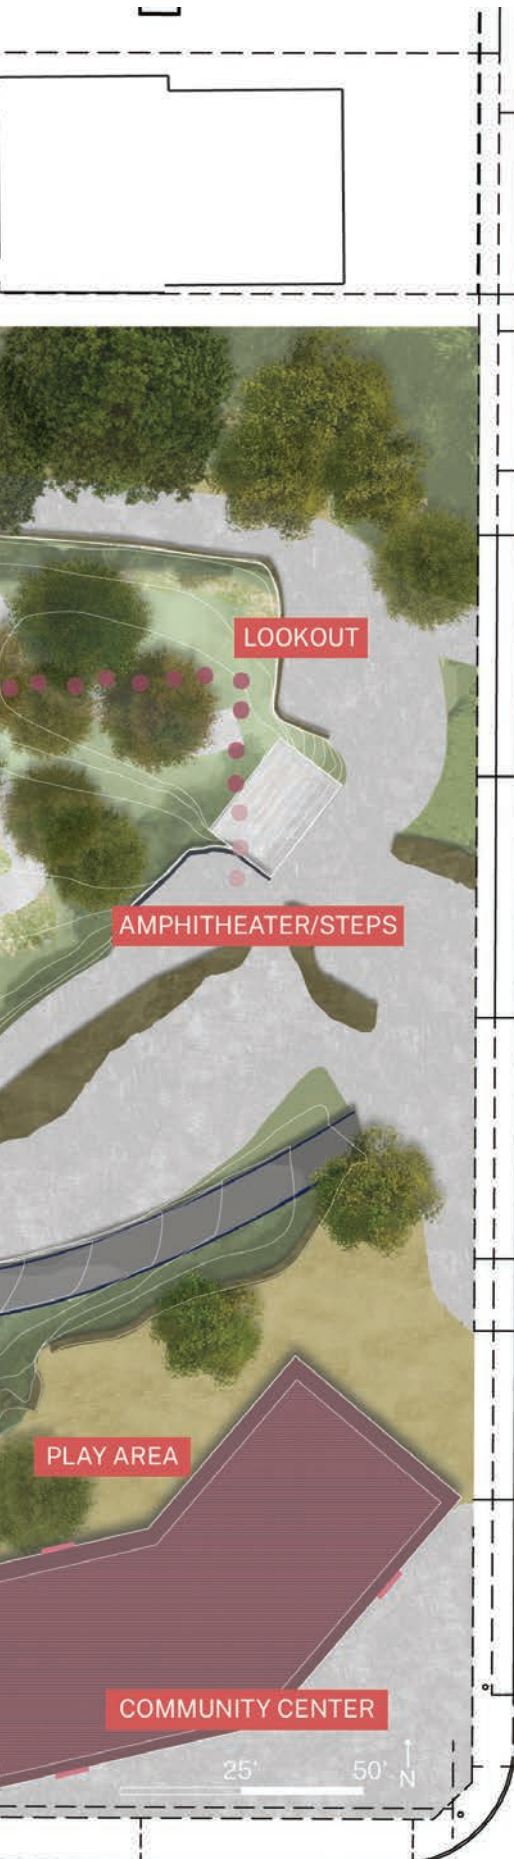 LOOKOUT
AMPHITHEATER/STEPS
PLAY AREA
COMMUNITY CENTER
25' 50' N